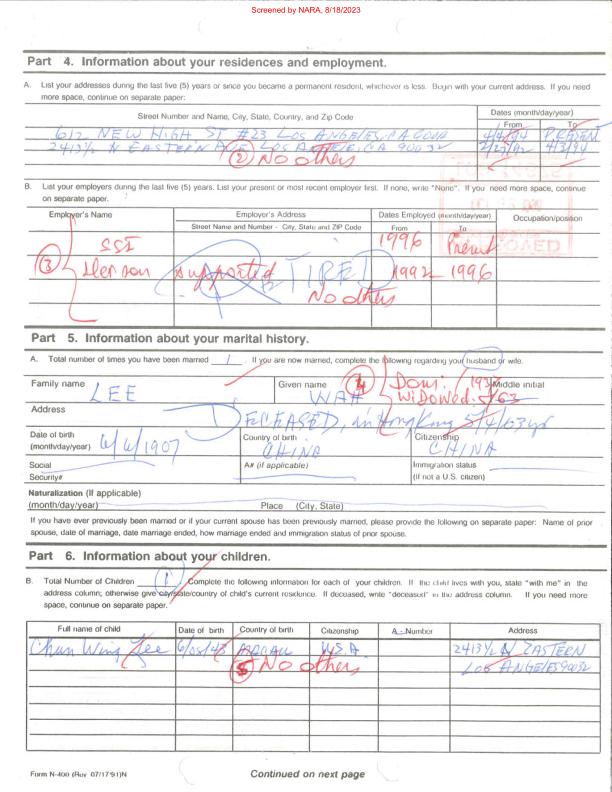 Screened by NARA, 8/18/2023
Part 4. Information about your residences and employment.
A. List your addresses during the last five (5) years or since you became a permanent resident, whichever is less. Begin with your current address. If you need
more space, continue on separate paper:
Street Number and Name, City, State, Country, and Zip Code Dates (month/day/year)
From To
612 NEW HIGH ST #23 LOS ANGELES, CA 4/4/94 PRESEN
2413½ N EASTERN AVE LOS ANGELES, CA 90032 2/27/92 4/3/94
② No others
B. List your employers during the last five (5) years. List your present or most recent employer first. If none, write "None". If you need more space, continue
on separate paper.
Employer's Name Employer's Address Dates Employed (month/day/year) Occupation/position
Street Name and Number - City, State and ZIP Code From To
SSI 1996 Present
③ Her son supported RETIRED 1992 1996
No others
Part 5. Information about your marital history.
A. Total number of times you have been married 1 . If you are now married, complete the following regarding your husband or wife.
Family name LEE Given name WAH ④ Dom. 1937 Middle initial
Widowed 5/63
Address DECEASED, in Hong Kong 5/4/63 yr
Date of birth Country of birth Citizenship
(month/day/year) 6/6/1907 CHINA CHINA
Social A# (if applicable) Immigration status
Security# (If not a U.S. citizen)
Naturalization (If applicable)
(month/day/year) Place (City, State)
If you have ever previously been married or if your current spouse has been previously married, please provide the following on separate paper: Name of prior
spouse, date of marriage, date marriage ended, how marriage ended and immigration status of prior spouse.
Part 6. Information about your children.
B. Total Number of Children 1 . Complete the following information for each of your children. If the child lives with you, state "with me" in the
address column; otherwise give city/state/country of child's current residence. If deceased, write "deceased" in the address column. If you need more
space, continue on separate paper.
Full name of child Date of birth Country of birth Citizenship A - Number Address
Chun Wing Lee 6/05/43 MACAU U.S.A 2413½ N EASTERN
⑤ No others LOS ANGELES 90032
Form N-400 (Rev 07/17/91)N Continued on next page